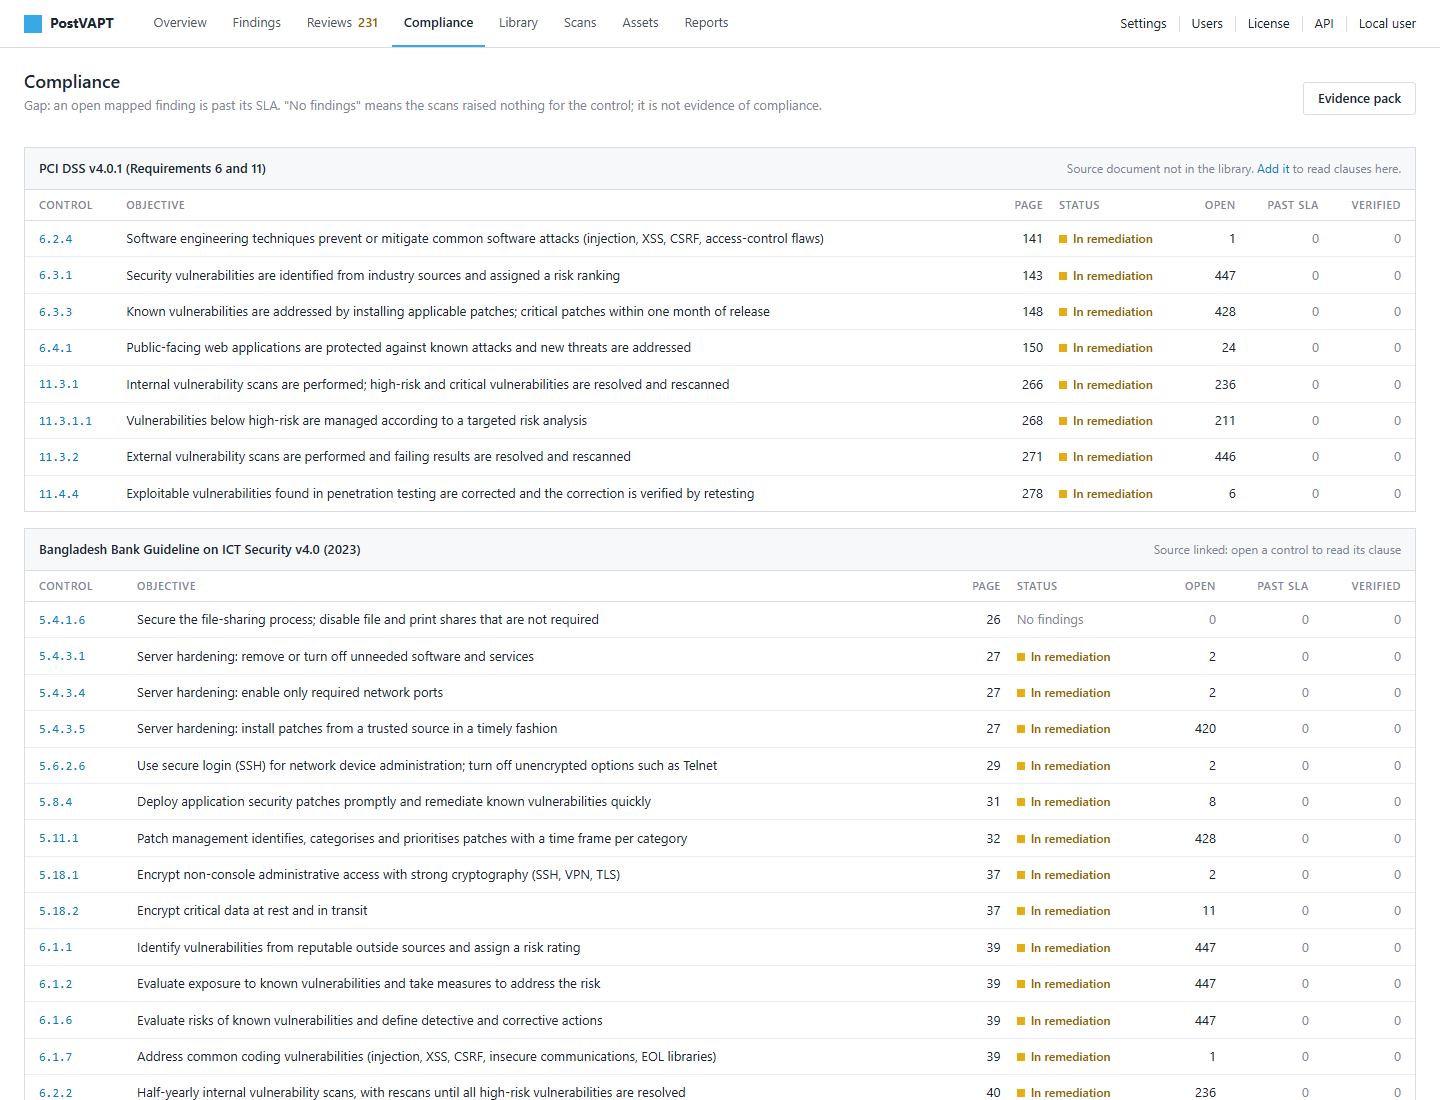 PostVAPT Overview Findings Reviews 231 Compliance Library Scans Assets Reports Settings Users License API Local user
Compliance
Gap: an open mapped finding is past its SLA. "No findings" means the scans raised nothing for the control; it is not evidence of compliance.
Evidence pack
PCI DSS v4.0.1 (Requirements 6 and 11) Source document not in the library. Add it to read clauses here.
CONTROL OBJECTIVE PAGE STATUS OPEN PAST SLA VERIFIED
6.2.4 Software engineering techniques prevent or mitigate common software attacks (injection, XSS, CSRF, access-control flaws) 141 In remediation 1 0 0
6.3.1 Security vulnerabilities are identified from industry sources and assigned a risk ranking 143 In remediation 447 0 0
6.3.3 Known vulnerabilities are addressed by installing applicable patches; critical patches within one month of release 148 In remediation 428 0 0
6.4.1 Public-facing web applications are protected against known attacks and new threats are addressed 150 In remediation 24 0 0
11.3.1 Internal vulnerability scans are performed; high-risk and critical vulnerabilities are resolved and rescanned 266 In remediation 236 0 0
11.3.1.1 Vulnerabilities below high-risk are managed according to a targeted risk analysis 268 In remediation 211 0 0
11.3.2 External vulnerability scans are performed and failing results are resolved and rescanned 271 In remediation 446 0 0
11.4.4 Exploitable vulnerabilities found in penetration testing are corrected and the correction is verified by retesting 278 In remediation 6 0 0
Bangladesh Bank Guideline on ICT Security v4.0 (2023) Source linked: open a control to read its clause
CONTROL OBJECTIVE PAGE STATUS OPEN PAST SLA VERIFIED
5.4.1.6 Secure the file-sharing process; disable file and print shares that are not required 26 No findings 0 0 0
5.4.3.1 Server hardening: remove or turn off unneeded software and services 27 In remediation 2 0 0
5.4.3.4 Server hardening: enable only required network ports 27 In remediation 2 0 0
5.4.3.5 Server hardening: install patches from a trusted source in a timely fashion 27 In remediation 420 0 0
5.6.2.6 Use secure login (SSH) for network device administration; turn off unencrypted options such as Telnet 29 In remediation 2 0 0
5.8.4 Deploy application security patches promptly and remediate known vulnerabilities quickly 31 In remediation 8 0 0
5.11.1 Patch management identifies, categorises and prioritises patches with a time frame per category 32 In remediation 428 0 0
5.18.1 Encrypt non-console administrative access with strong cryptography (SSH, VPN, TLS) 37 In remediation 2 0 0
5.18.2 Encrypt critical data at rest and in transit 37 In remediation 11 0 0
6.1.1 Identify vulnerabilities from reputable outside sources and assign a risk rating 39 In remediation 447 0 0
6.1.2 Evaluate exposure to known vulnerabilities and take measures to address the risk 39 In remediation 447 0 0
6.1.6 Evaluate risks of known vulnerabilities and define detective and corrective actions 39 In remediation 447 0 0
6.1.7 Address common coding vulnerabilities (injection, XSS, CSRF, insecure communications, EOL libraries) 39 In remediation 1 0 0
6.2.2 Half-yearly internal vulnerability scans, with rescans until all high-risk vulnerabilities are resolved 40 In remediation 236 0 0